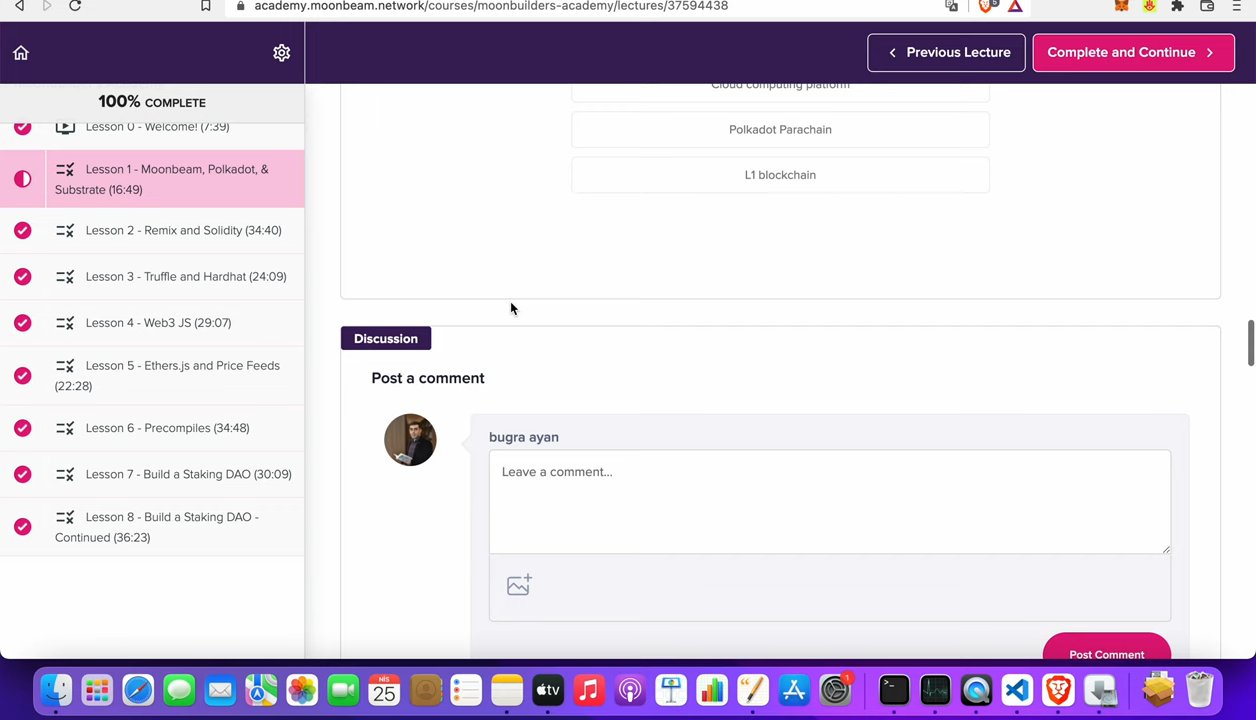 academy.moonbeam.network/courses/moonbuilders-academy/lectures/37594438
Previous Lecture
Complete and Continue
100% COMPLETE
Lesson 0 - Welcome! (7:39)
Lesson 1 - Moonbeam, Polkadot, &
Substrate (16:49)
Lesson 2 - Remix and Solidity (34:40)
Lesson 3 - Truffle and Hardhat (24:09)
Lesson 4 - Web3 JS (29:07)
Lesson 5 - Ethers.js and Price Feeds
(22:28)
Lesson 6 - Precompiles (34:48)
Lesson 7 - Build a Staking DAO (30:09)
Lesson 8 - Build a Staking DAO -
Continued (36:23)
Cloud computing platform
Polkadot Parachain
L1 blockchain
Discussion
Post a comment
bugra ayan
Leave a comment...
Post Comment
NİS
25
tv
1